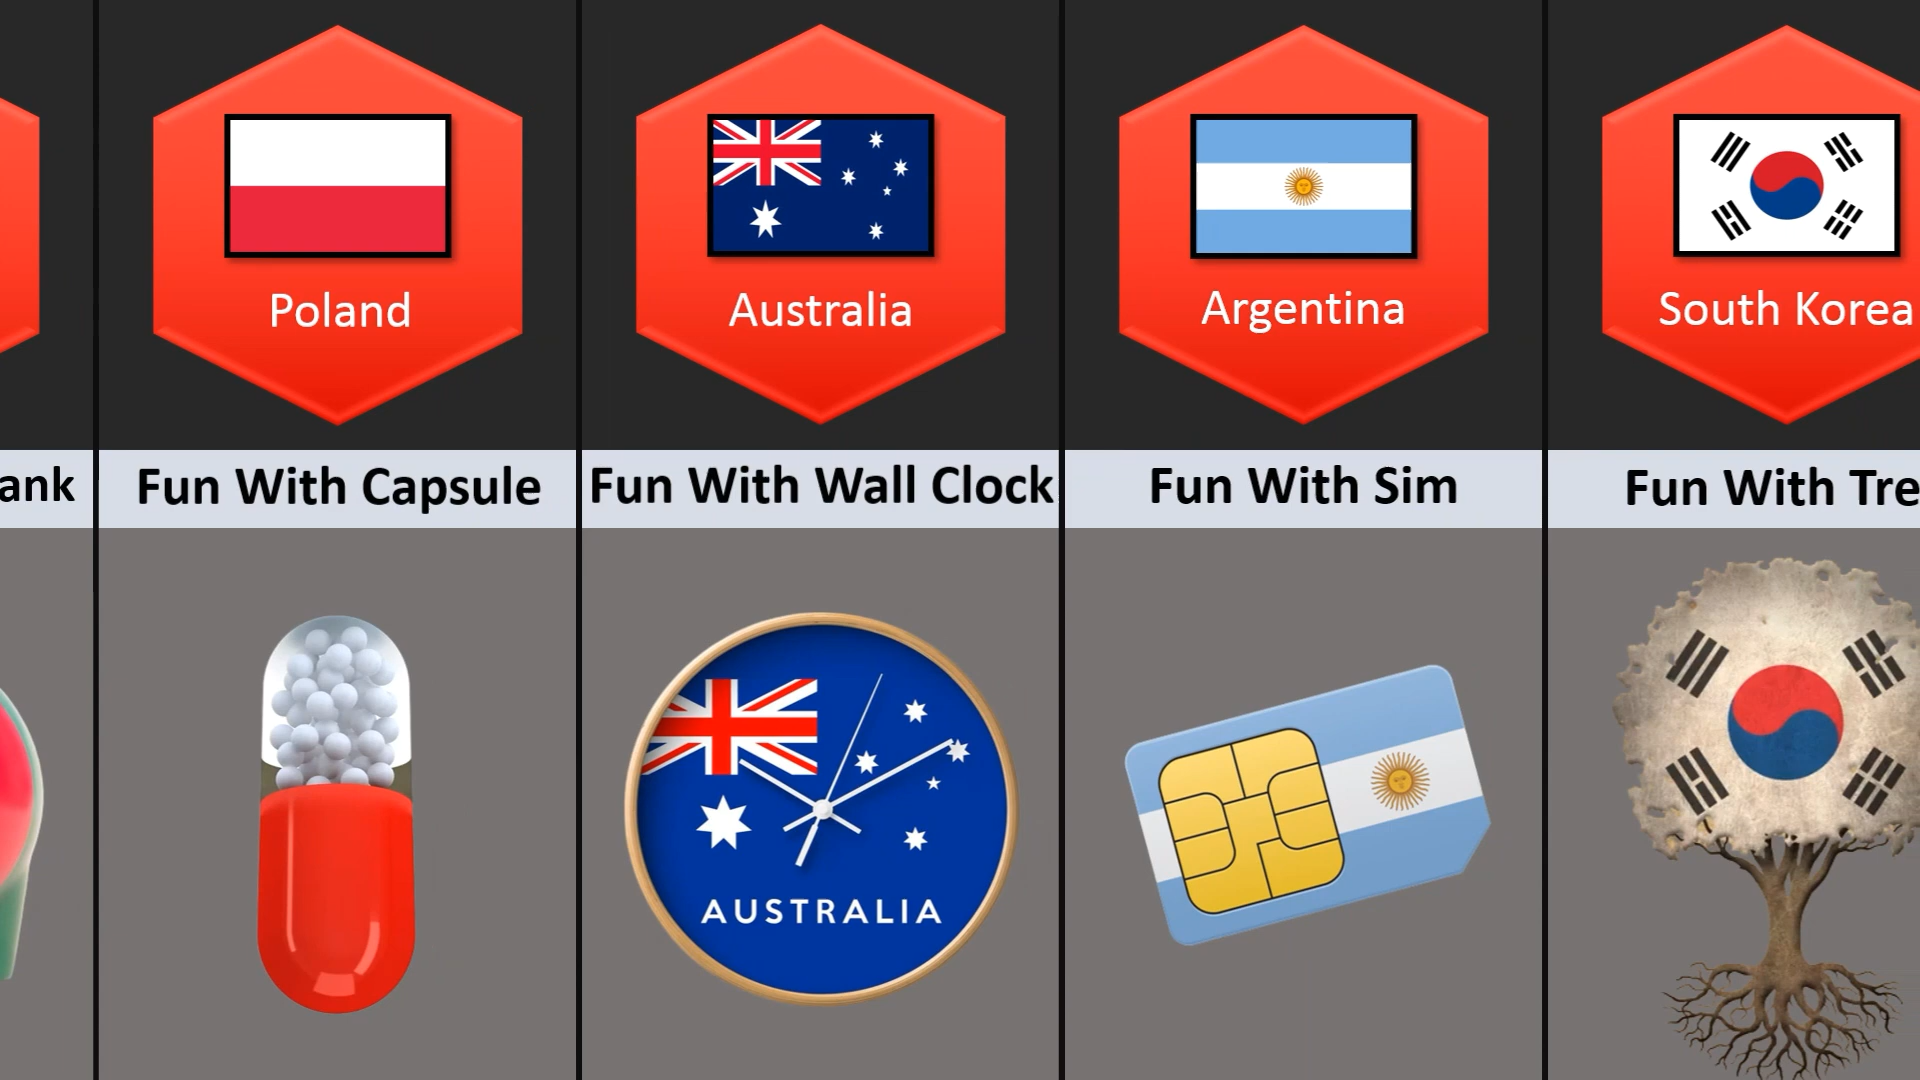 Poland
Australia
Argentina
South Korea
ank
Fun With Capsule
Fun With Wall Clock
Fun With Sim
Fun With Tre
AUSTRALIA